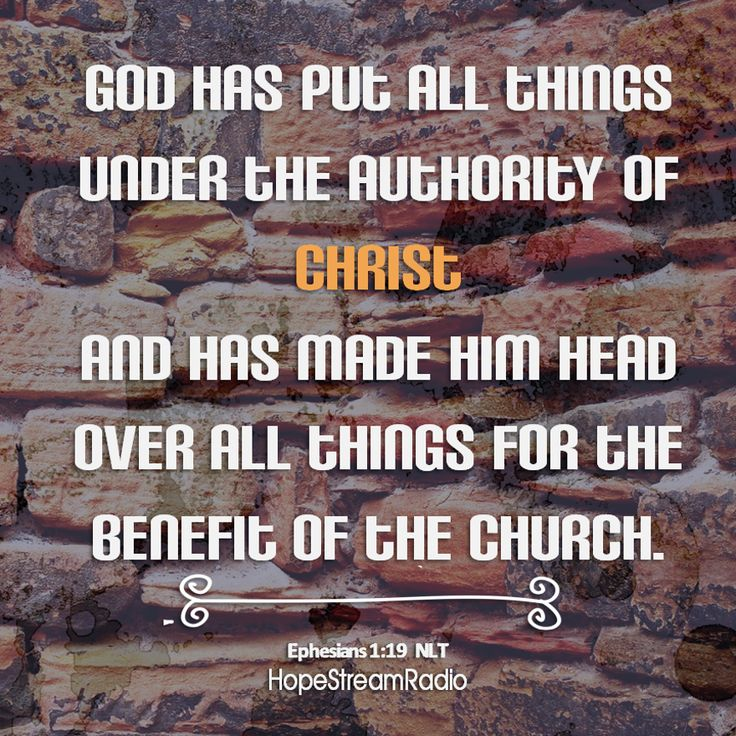 GOD HAS PUT ALL THINGS
UNDER THE AUTHORITY OF
CHRIST
AND HAS MADE HIM HEAD
OVER ALL THINGS FOR THE
BENEFIT OF THE CHURCH.
Ephesians 1:19 NLT
HopeStreamRadio